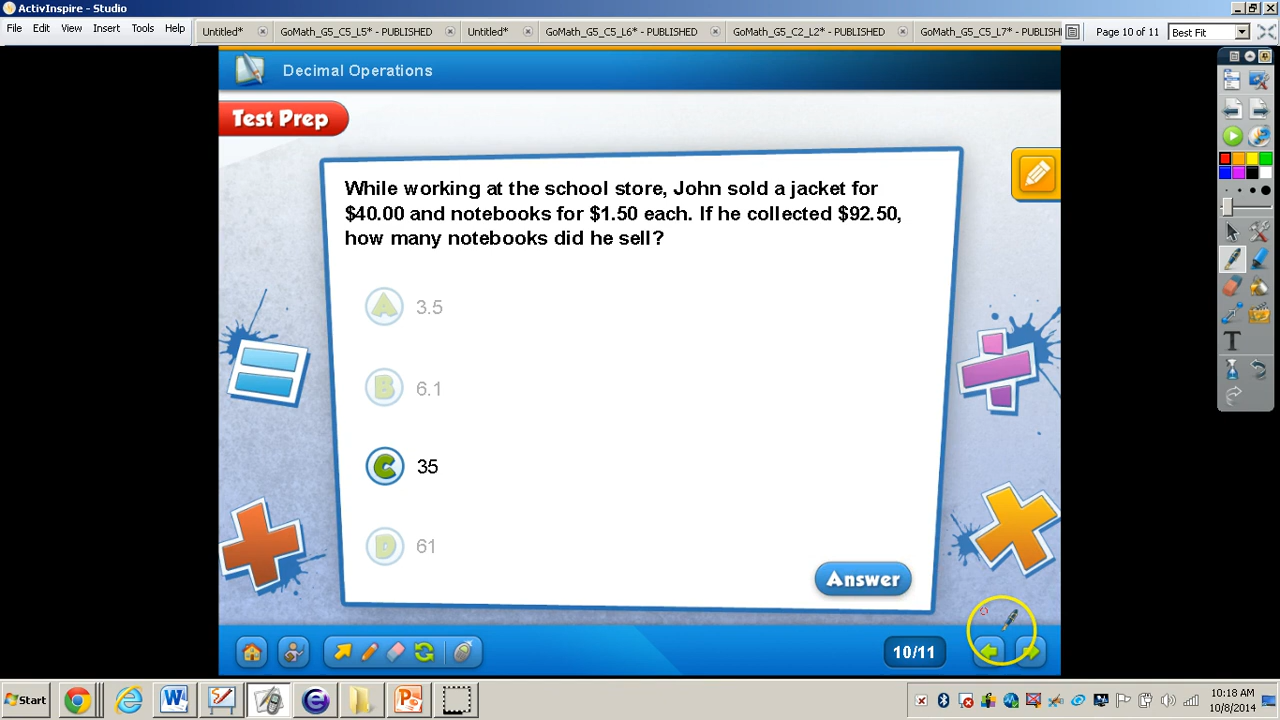 ActivInspire - Studio
File Edit View Insert Tools Help
Untitled* GoMath_G5_C5_L5* - PUBLISHED Untitled* GoMath_G5_C5_L6* - PUBLISHED GoMath_G5_C2_L2* - PUBLISHED GoMath_G5_C5_L7* - PUBLISH Page 10 of 11 Best Fit
Decimal Operations
Test Prep
While working at the school store, John sold a jacket for
$40.00 and notebooks for $1.50 each. If he collected $92.50,
how many notebooks did he sell?
A 3.5
B 6.1
C 35
D 61
Answer
10/11
Start
10:18 AM
10/8/2014